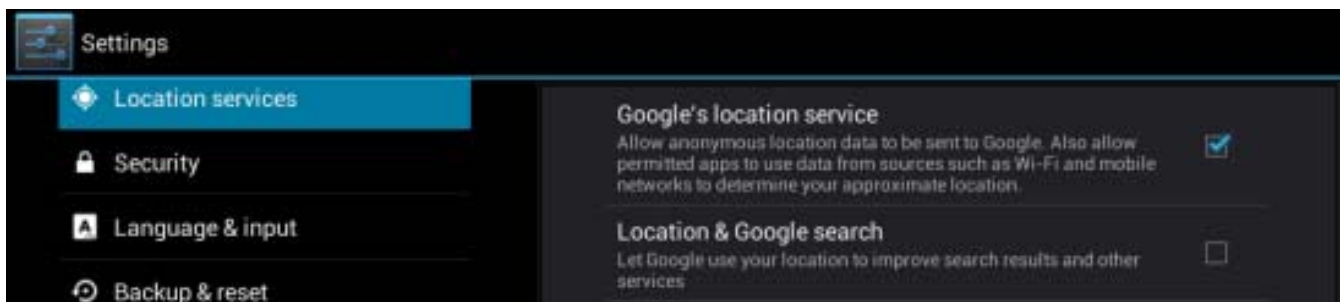 Settings
Location services
Security
Language & input
Backup & reset
Google's location service
Allow anonymous location data to be sent to Google. Also allow
permitted apps to use data from sources such as Wi-Fi and mobile
networks to determine your approximate location.
Location & Google search
Let Google use your location to improve search results and other
services